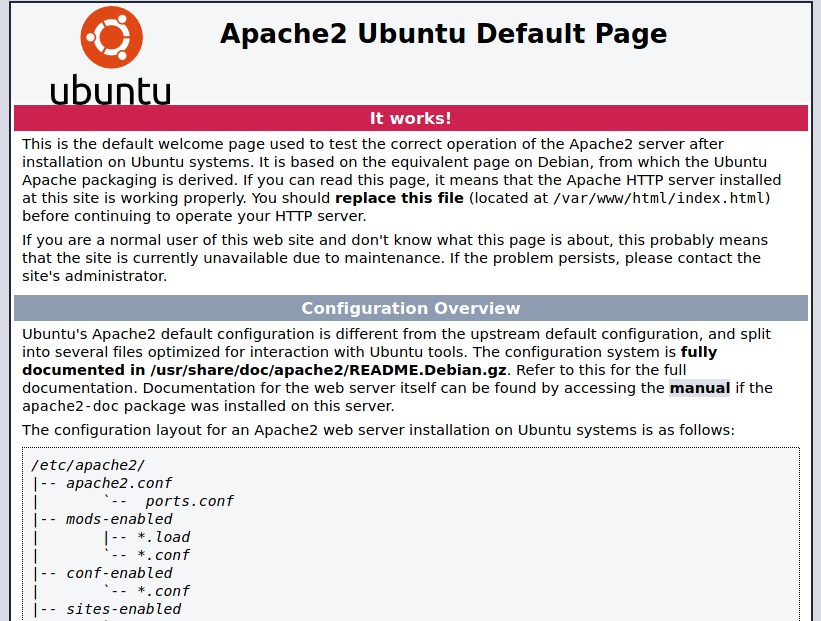 Apache2 Ubuntu Default Page
ubuntu
It works!
This is the default welcome page used to test the correct operation of the Apache2 server after
installation on Ubuntu systems. It is based on the equivalent page on Debian, from which the Ubuntu
Apache packaging is derived. If you can read this page, it means that the Apache HTTP server installed
at this site is working properly. You should replace this file (located at /var/www/html/index.html)
before continuing to operate your HTTP server.
If you are a normal user of this web site and don't know what this page is about, this probably means
that the site is currently unavailable due to maintenance. If the problem persists, please contact the
site's administrator.
Configuration Overview
Ubuntu's Apache2 default configuration is different from the upstream default configuration, and split
into several files optimized for interaction with Ubuntu tools. The configuration system is fully
documented in /usr/share/doc/apache2/README.Debian.gz. Refer to this for the full
documentation. Documentation for the web server itself can be found by accessing the manual if the
apache2-doc package was installed on this server.
The configuration layout for an Apache2 web server installation on Ubuntu systems is as follows:
/etc/apache2/
|-- apache2.conf
|       `--  ports.conf
|-- mods-enabled
|       |-- *.load
|       `-- *.conf
|-- conf-enabled
|       `-- *.conf
|-- sites-enabled